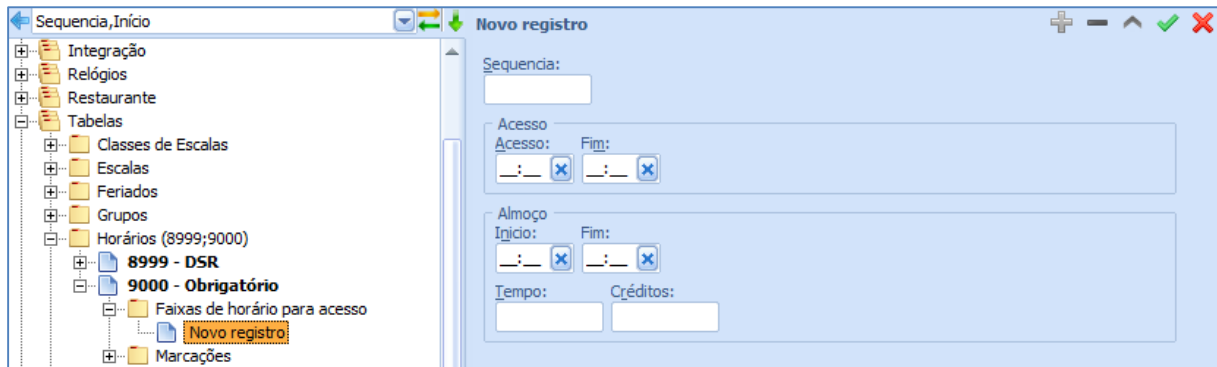 Sequencia,Início
Integração
Relógios
Restaurante
Tabelas
Classes de Escalas
Escalas
Feriados
Grupos
Horários (8999;9000)
8999 - DSR
9000 - Obrigatório
Faixas de horário para acesso
Novo registro
Marcações
Novo registro
Sequencia:
Acesso
Acesso: Fim:
__:__ __:__
Almoço
Inicio: Fim:
__:__ __:__
Tempo: Créditos: